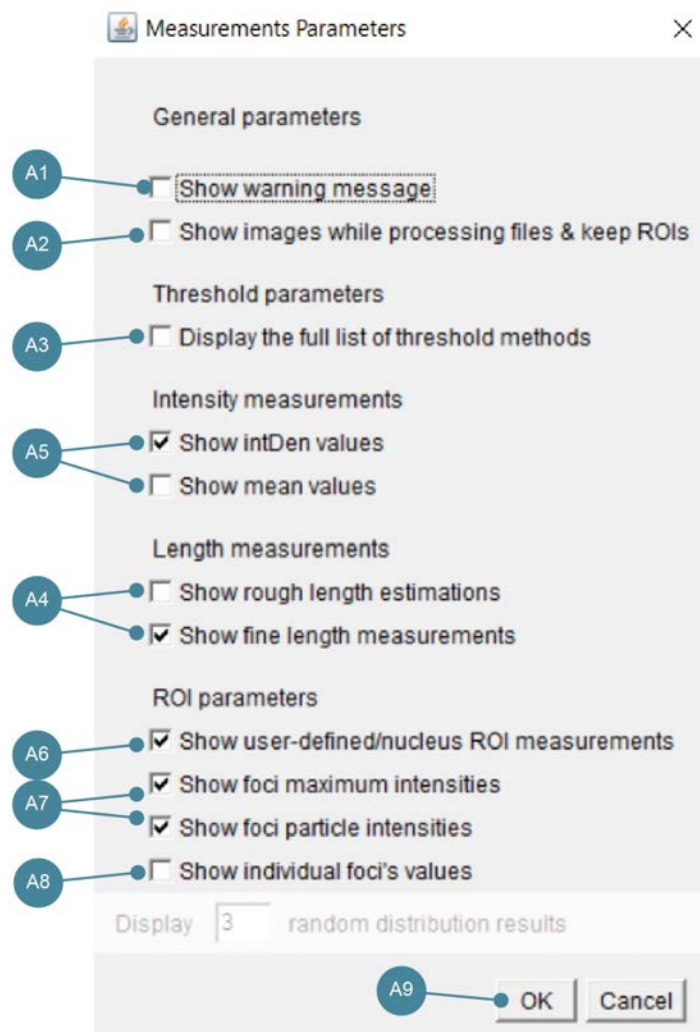 Measurements Parameters
General parameters
A1
Show warning message
A2
Show images while processing files & keep ROIs
Threshold parameters
A3
Display the full list of threshold methods
Intensity measurements
A5
Show intDen values
Show mean values
Length measurements
A4
Show rough length estimations
Show fine length measurements
ROI parameters
A6
Show user-defined/nucleus ROI measurements
A7
Show foci maximum intensities
Show foci particle intensities
A8
Show individual foci's values
Display 3 random distribution results
A9
OK Cancel